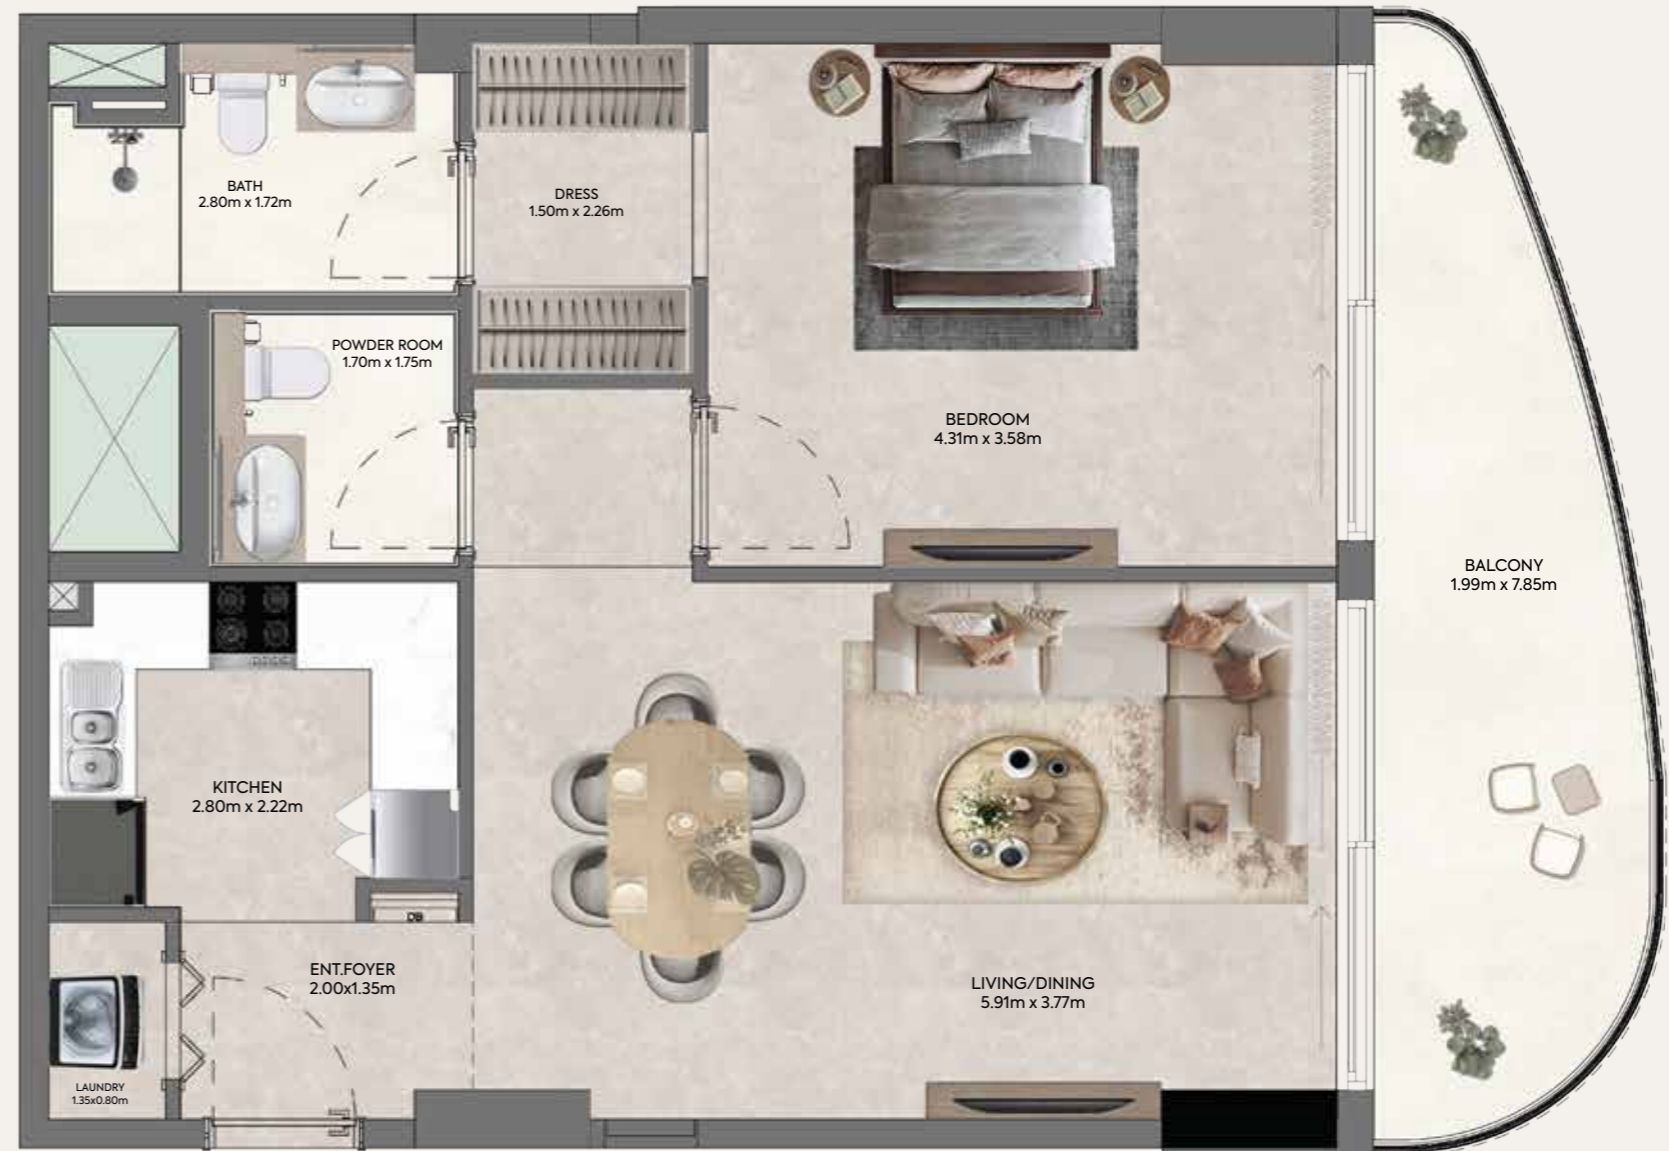 BATH
2.80m x 1.72m
DRESS
1.50m x 2.26m
POWDER ROOM
1.70m x 1.75m
BEDROOM
4.31m x 3.58m
BALCONY
1.99m x 7.85m
KITCHEN
2.80m x 2.22m
DB
ENT.FOYER
2.00x1.35m
LIVING/DINING
5.91m x 3.77m
LAUNDRY
1.35x0.80m